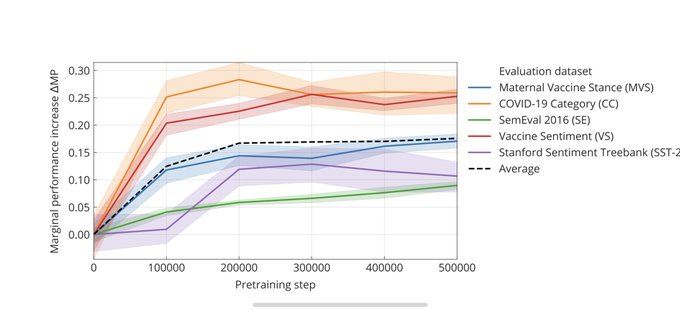 Marginal performance increase ΔMP
0.30
0.25
0.20
0.15
0.10
0.05
0.00
0
100000
200000
300000
400000
500000
Pretraining step
Evaluation dataset
Maternal Vaccine Stance (MVS)
COVID-19 Category (CC)
SemEval 2016 (SE)
Vaccine Sentiment (VS)
Stanford Sentiment Treebank (SST-2
Average